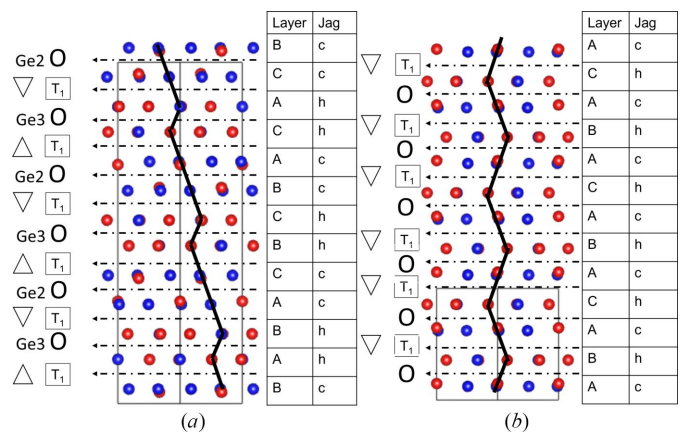 Ge2 O
T₁
Ge3 O
T₁
Ge2 O
T₁
Ge3 O
T₁
Ge2 O
T₁
Ge3 O
T₁
Layer Jag
B c
C c
A h
C h
A c
B c
C h
B h
C c
A c
B h
A h
B c
(a)
T₁
O
T₁
O
T₁
O
T₁
O
T₁
O
T₁
O
Layer Jag
A c
C h
A c
B h
A c
C h
A c
B h
A c
C h
A c
B h
A c
(b)